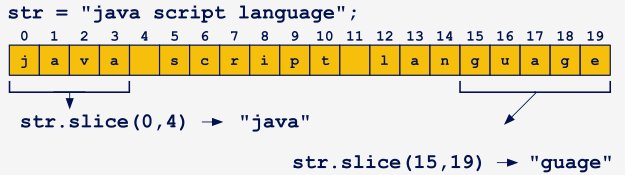 str = "java script language";
0 1 2 3 4 5 6 7 8 9 10 11 12 13 14 15 16 17 18 19
j a v a s c r i p t l a n g u a g e
str.slice(0,4) → "java"
str.slice(15,19) → "guage"